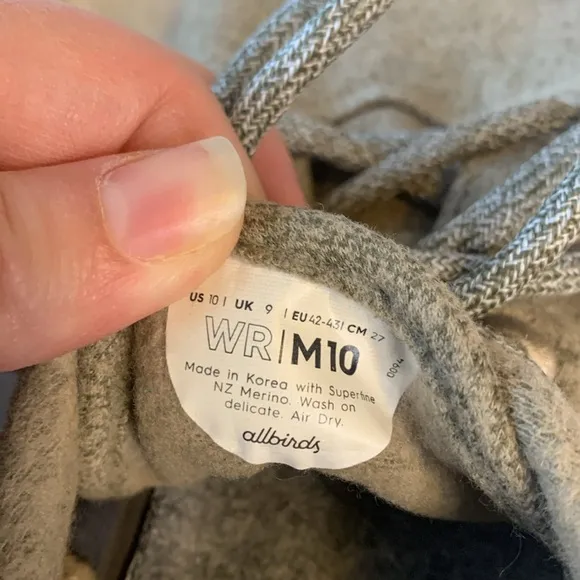 US 10 | UK 9 | EU 42-43 | CM 27
WR | M10
0094
Made in Korea with Superfine
NZ Merino. Wash on
delicate. Air Dry.
allbirds